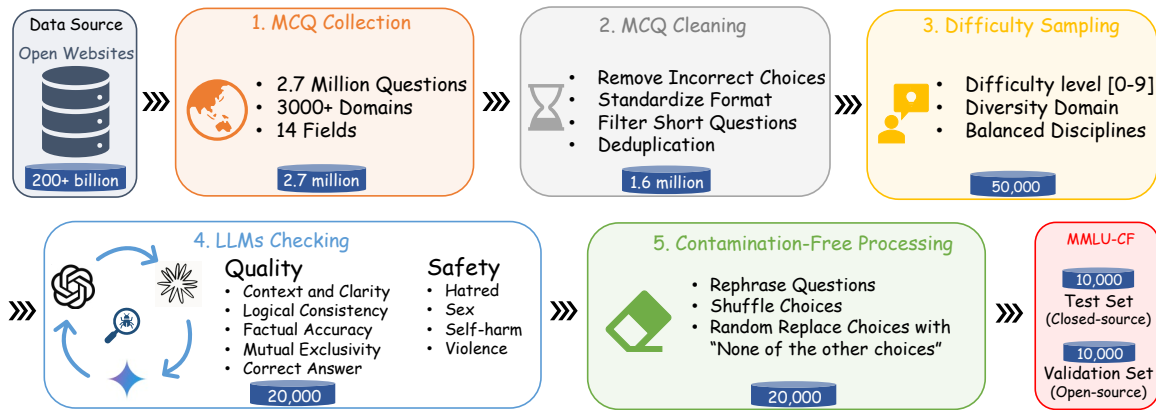 Data Source
Open Websites
200+ billion
1. MCQ Collection
• 2.7 Million Questions
• 3000+ Domains
• 14 Fields
2.7 million
2. MCQ Cleaning
• Remove Incorrect Choices
• Standardize Format
• Filter Short Questions
• Deduplication
1.6 million
3. Difficulty Sampling
• Difficulty level [0-9]
• Diversity Domain
• Balanced Disciplines
50,000
4. LLMs Checking
Quality
• Context and Clarity
• Logical Consistency
• Factual Accuracy
• Mutual Exclusivity
• Correct Answer
Safety
• Hatred
• Sex
• Self-harm
• Violence
20,000
5. Contamination-Free Processing
• Rephrase Questions
• Shuffle Choices
• Random Replace Choices with
"None of the other choices"
20,000
MMLU-CF
10,000
Test Set
(Closed-source)
10,000
Validation Set
(Open-source)